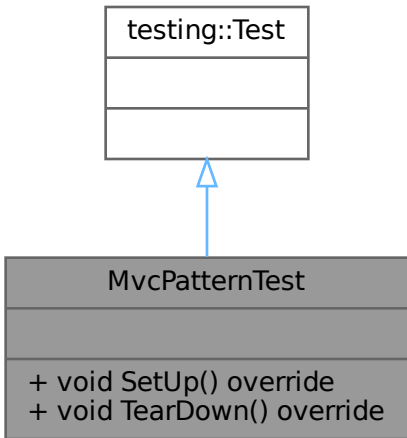 testing::Test
MvcPatternTest
+ void SetUp() override
+ void TearDown() override